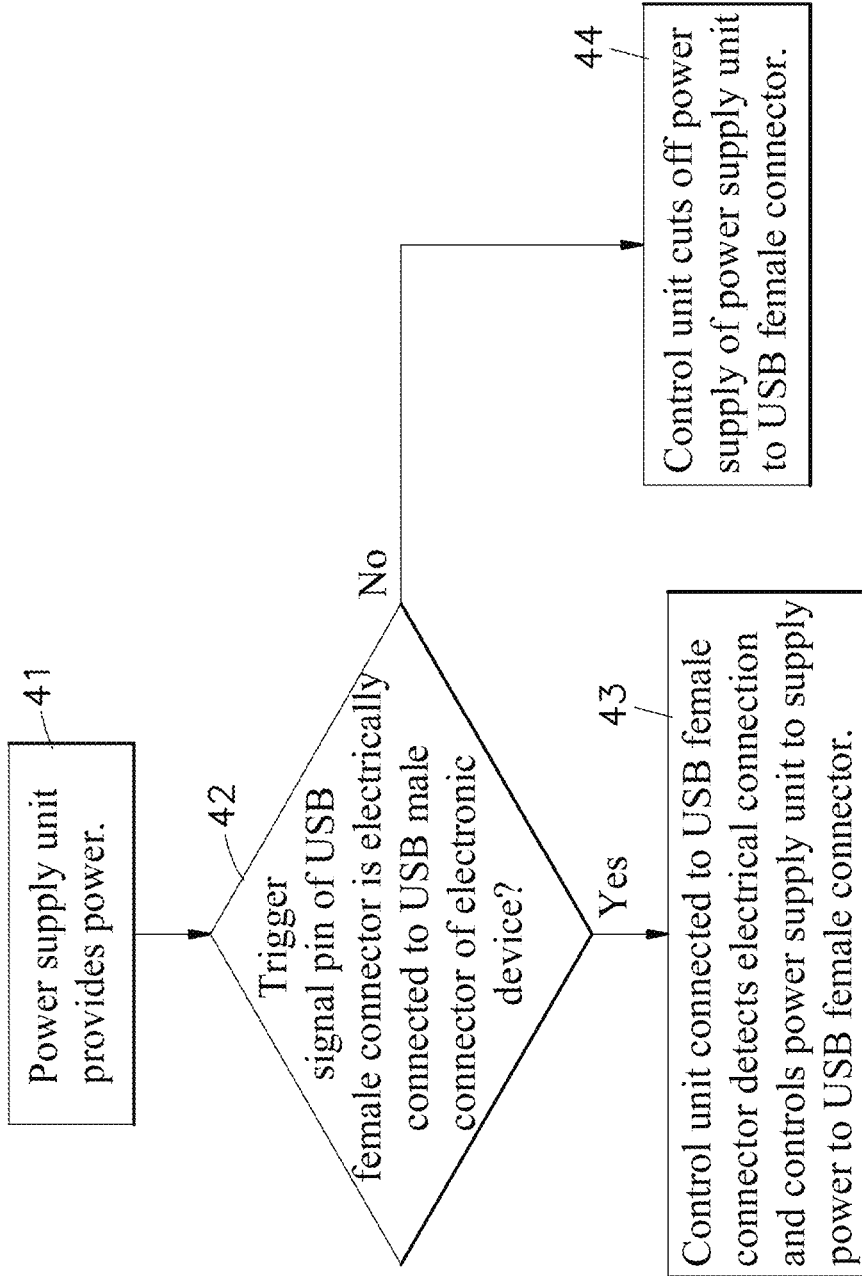 41
Power supply unit
provides power.
42
Trigger
signal pin of USB
female connector is electrically
connected to USB male
connector of electronic
device?
No
Yes
43
Control unit connected to USB female
connector detects electrical connection
and controls power supply unit to supply
power to USB female connector.
44
Control unit cuts off power
supply of power supply unit
to USB female connector.